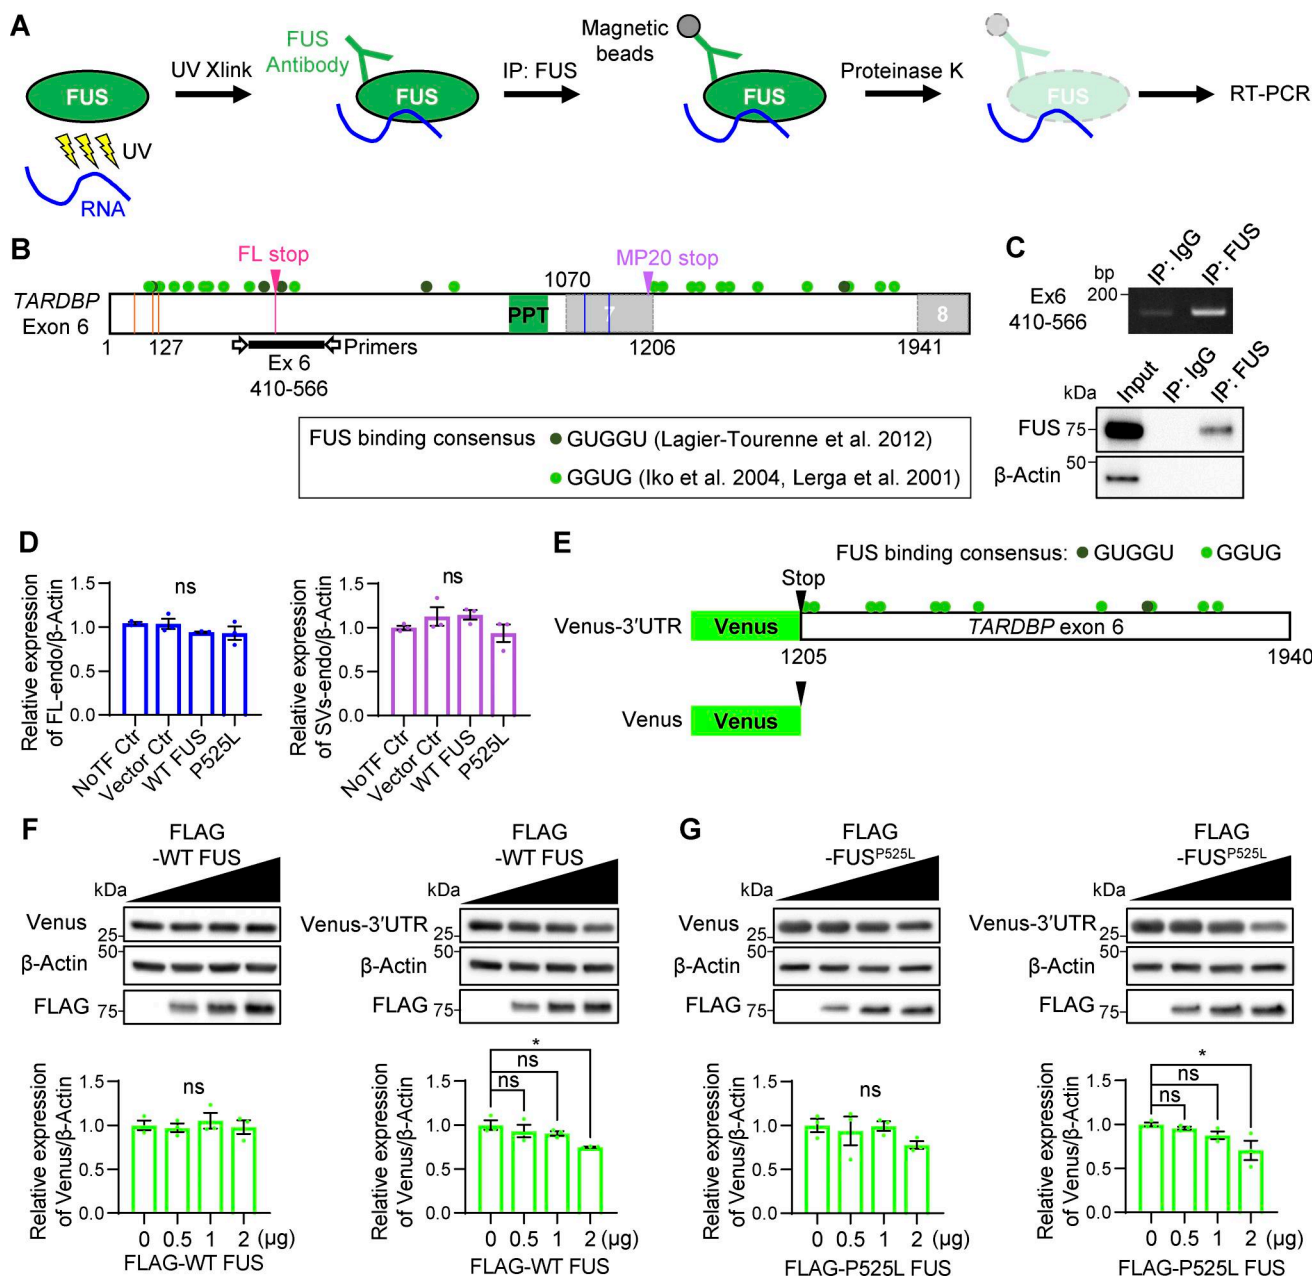 A
FUS
UV Xlink
FUS
Antibody
FUS
IP: FUS
Magnetic
beads
FUS
Proteinase K
FUS
RT-PCR
UV
RNA
B
FL stop
1070
MP20 stop
TARDBP
Exon 6
PPT
7
8
1
127
Primers
1206
1941
Ex 6
410-566
FUS binding consensus
GUGGU (Lagier-Tourenne et al. 2012)
GGUG (Iko et al. 2004, Lerga et al. 2001)
C
IP: IgG
IP: FUS
bp
200
Ex6
410-566
Input
IP: IgG
IP: FUS
kDa
FUS
75
50
β-Actin
D
Relative expression
of FL-endo/β-Actin
ns
1.5
1.0
0.5
0.0
NoTF Ctr
Vector Ctr
WT FUS
P525L
Relative expression
of SVs-endo/β-Actin
ns
1.5
1.0
0.5
0.0
NoTF Ctr
Vector Ctr
WT FUS
P525L
E
FUS binding consensus: GUGGU GGUG
Stop
Venus-3′UTR
Venus
TARDBP exon 6
1205
1940
Venus
Venus
F
FLAG
-WT FUS
kDa
Venus
25
50
β-Actin
FLAG
75
Relative expression
of Venus/β-Actin
ns
1.5
1.0
0.5
0.0
0 0.5 1 2 (μg)
FLAG-WT FUS
FLAG
-WT FUS
kDa
Venus-3′UTR
25
50
β-Actin
FLAG
75
Relative expression
of Venus/β-Actin
*
ns
ns
1.5
1.0
0.5
0.0
0 0.5 1 2 (μg)
FLAG-WT FUS
G
FLAG
-FUSP525L
kDa
Venus
25
50
β-Actin
FLAG
75
Relative expression
of Venus/β-Actin
ns
1.5
1.0
0.5
0.0
0 0.5 1 2 (μg)
FLAG-P525L FUS
FLAG
-FUSP525L
kDa
Venus-3′UTR
25
50
β-Actin
FLAG
75
Relative expression
of Venus/β-Actin
*
ns
ns
1.5
1.0
0.5
0.0
0 0.5 1 2 (μg)
FLAG-P525L FUS